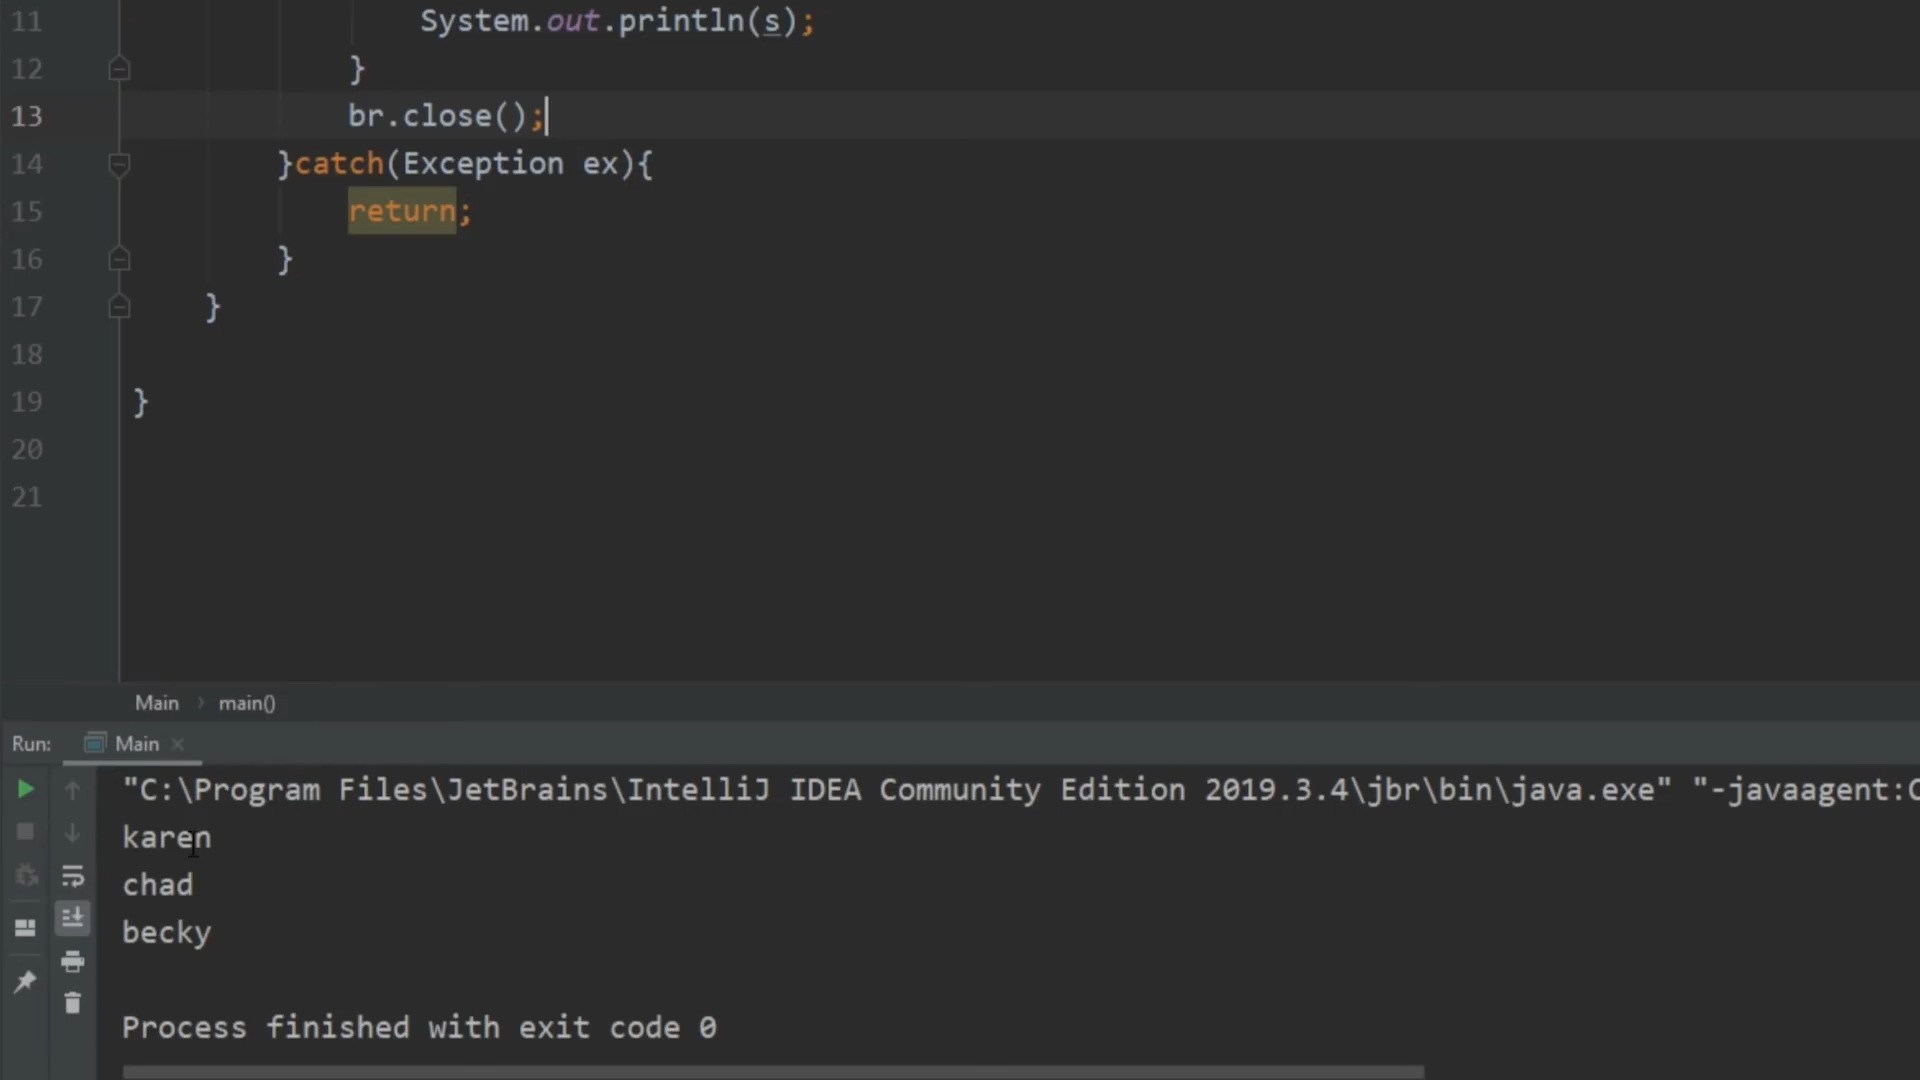 11 System.out.println(s);
12 }
13 br.close();
14 }catch(Exception ex){
15 return;
16 }
17 }
18
19 }
20
21
Main › main()
Run: Main ×
"C:\Program Files\JetBrains\IntelliJ IDEA Community Edition 2019.3.4\jbr\bin\java.exe" "-javaagent:C
karen
chad
becky
Process finished with exit code 0